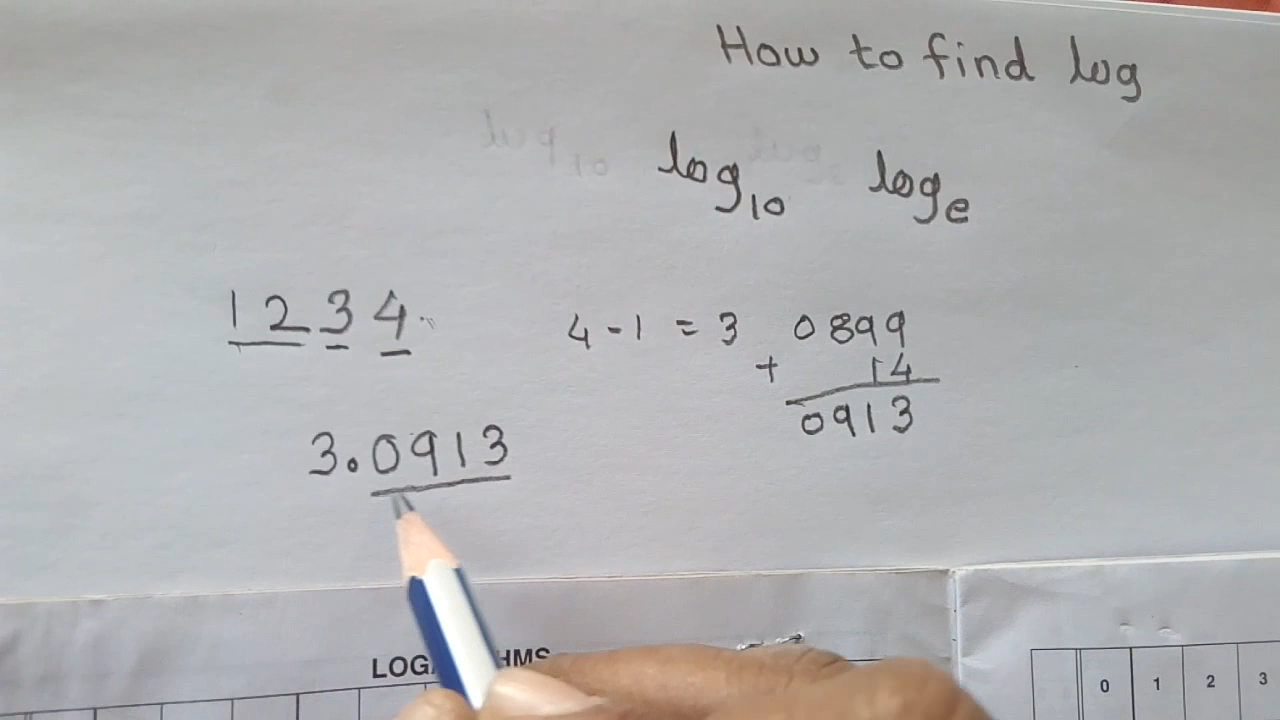 How to find log
log10 loge
1234.
4 - 1 = 3
0899
+ 14
0913
3.0913
0 1 2 3